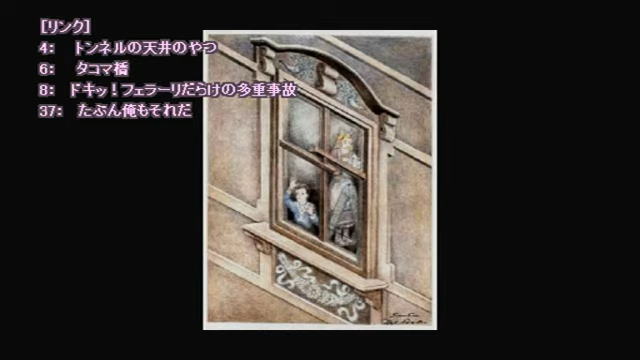 [リンク]
4: トンネルの天井のやつ
6: タコマ橋
8: ドキッ!フェラーリだらけの多重事故
37: たぶん俺もそれだ